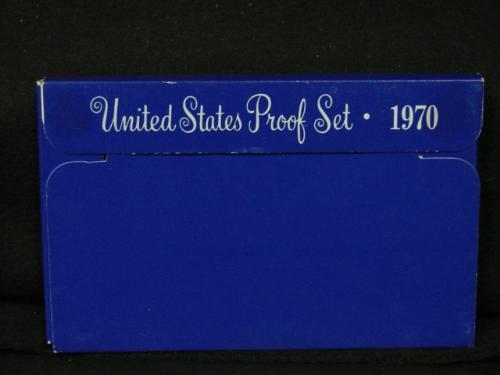 United States Proof Set • 1970